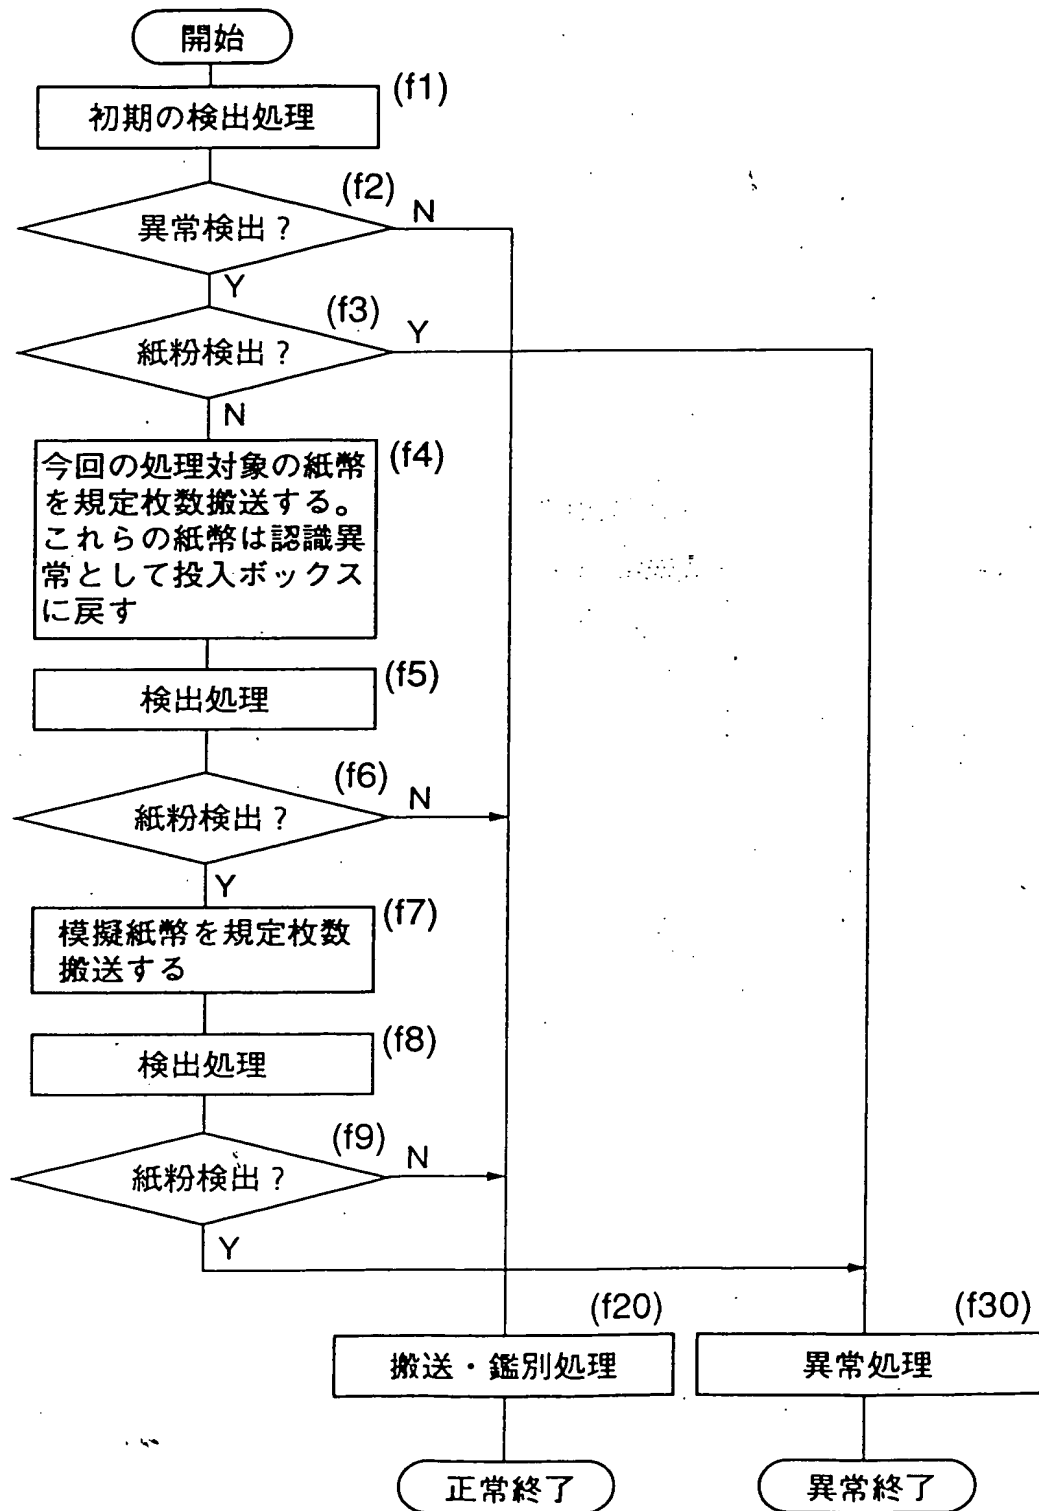 開始
(f1)
初期の検出処理
(f2)
異常検出？
N
Y
(f3)
紙粉検出？
Y
N
(f4)
今回の処理対象の紙幣
を規定枚数搬送する。
これらの紙幣は認識異
常として投入ボックス
に戻す
(f5)
検出処理
(f6)
紙粉検出？
N
Y
(f7)
模擬紙幣を規定枚数
搬送する
(f8)
検出処理
(f9)
紙粉検出？
N
Y
(f20)
搬送・鑑別処理
(f30)
異常処理
正常終了
異常終了